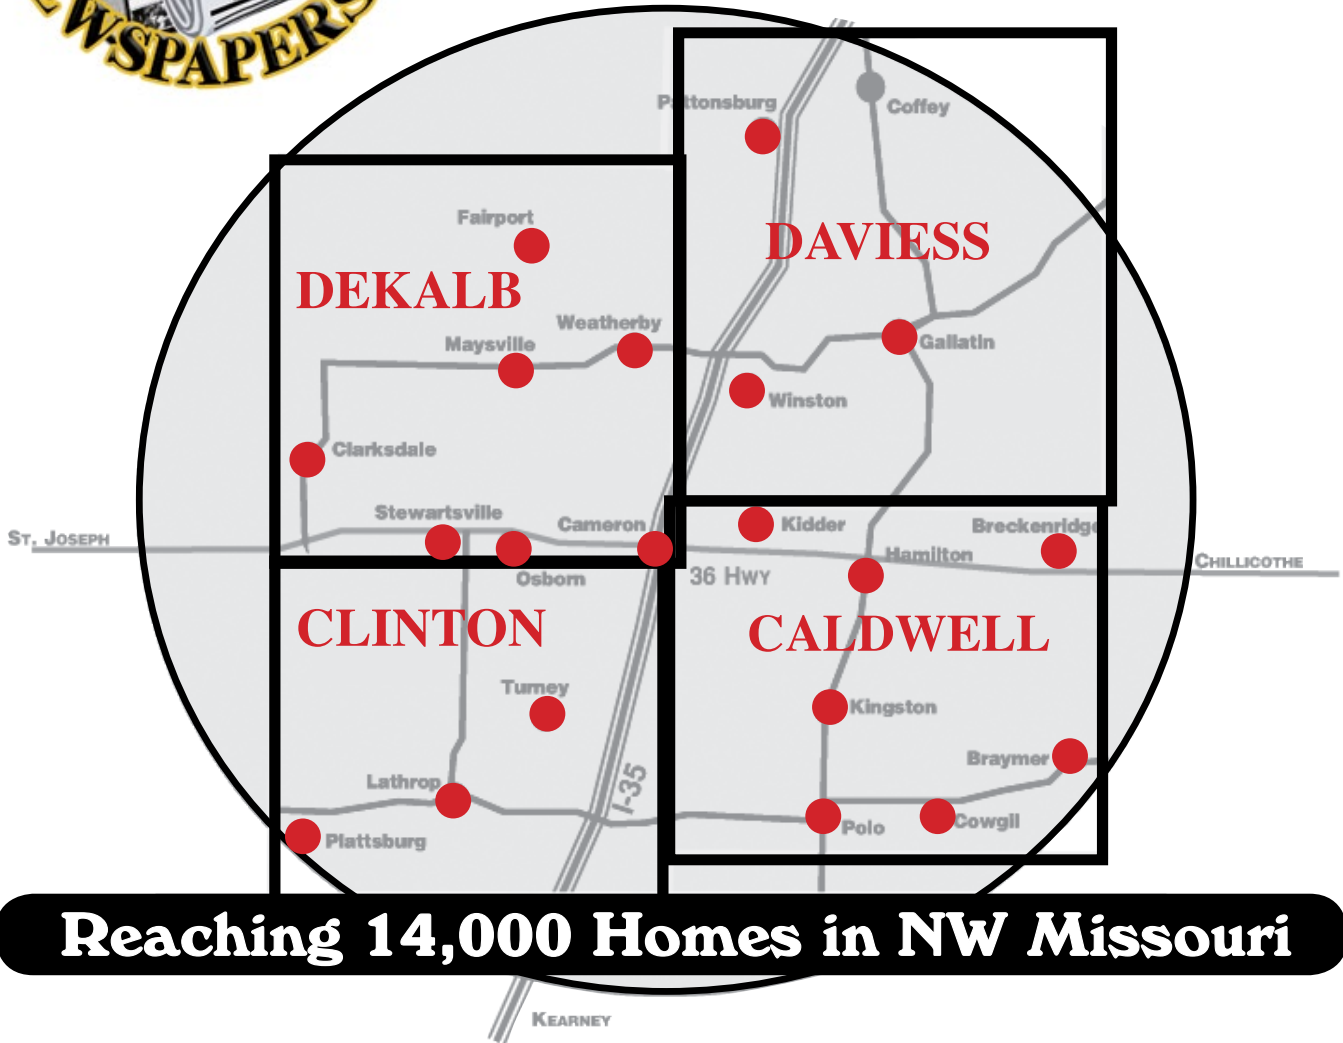 NEWSPAPERS
Pattonsburg
Coffey
Fairport
DAVIESS
DEKALB
Weatherby
Maysville
Gallatin
Winston
Clarksdale
Stewartsville
Cameron
Kidder
Breckenridge
ST. JOSEPH
Hamilton
CHILLICOTHE
Osborn
36 HWY
CLINTON
CALDWELL
Turney
Kingston
Braymer
Lathrop
I-35
Polo
Cowgil
Plattsburg
Reaching 14,000 Homes in NW Missouri
KEARNEY